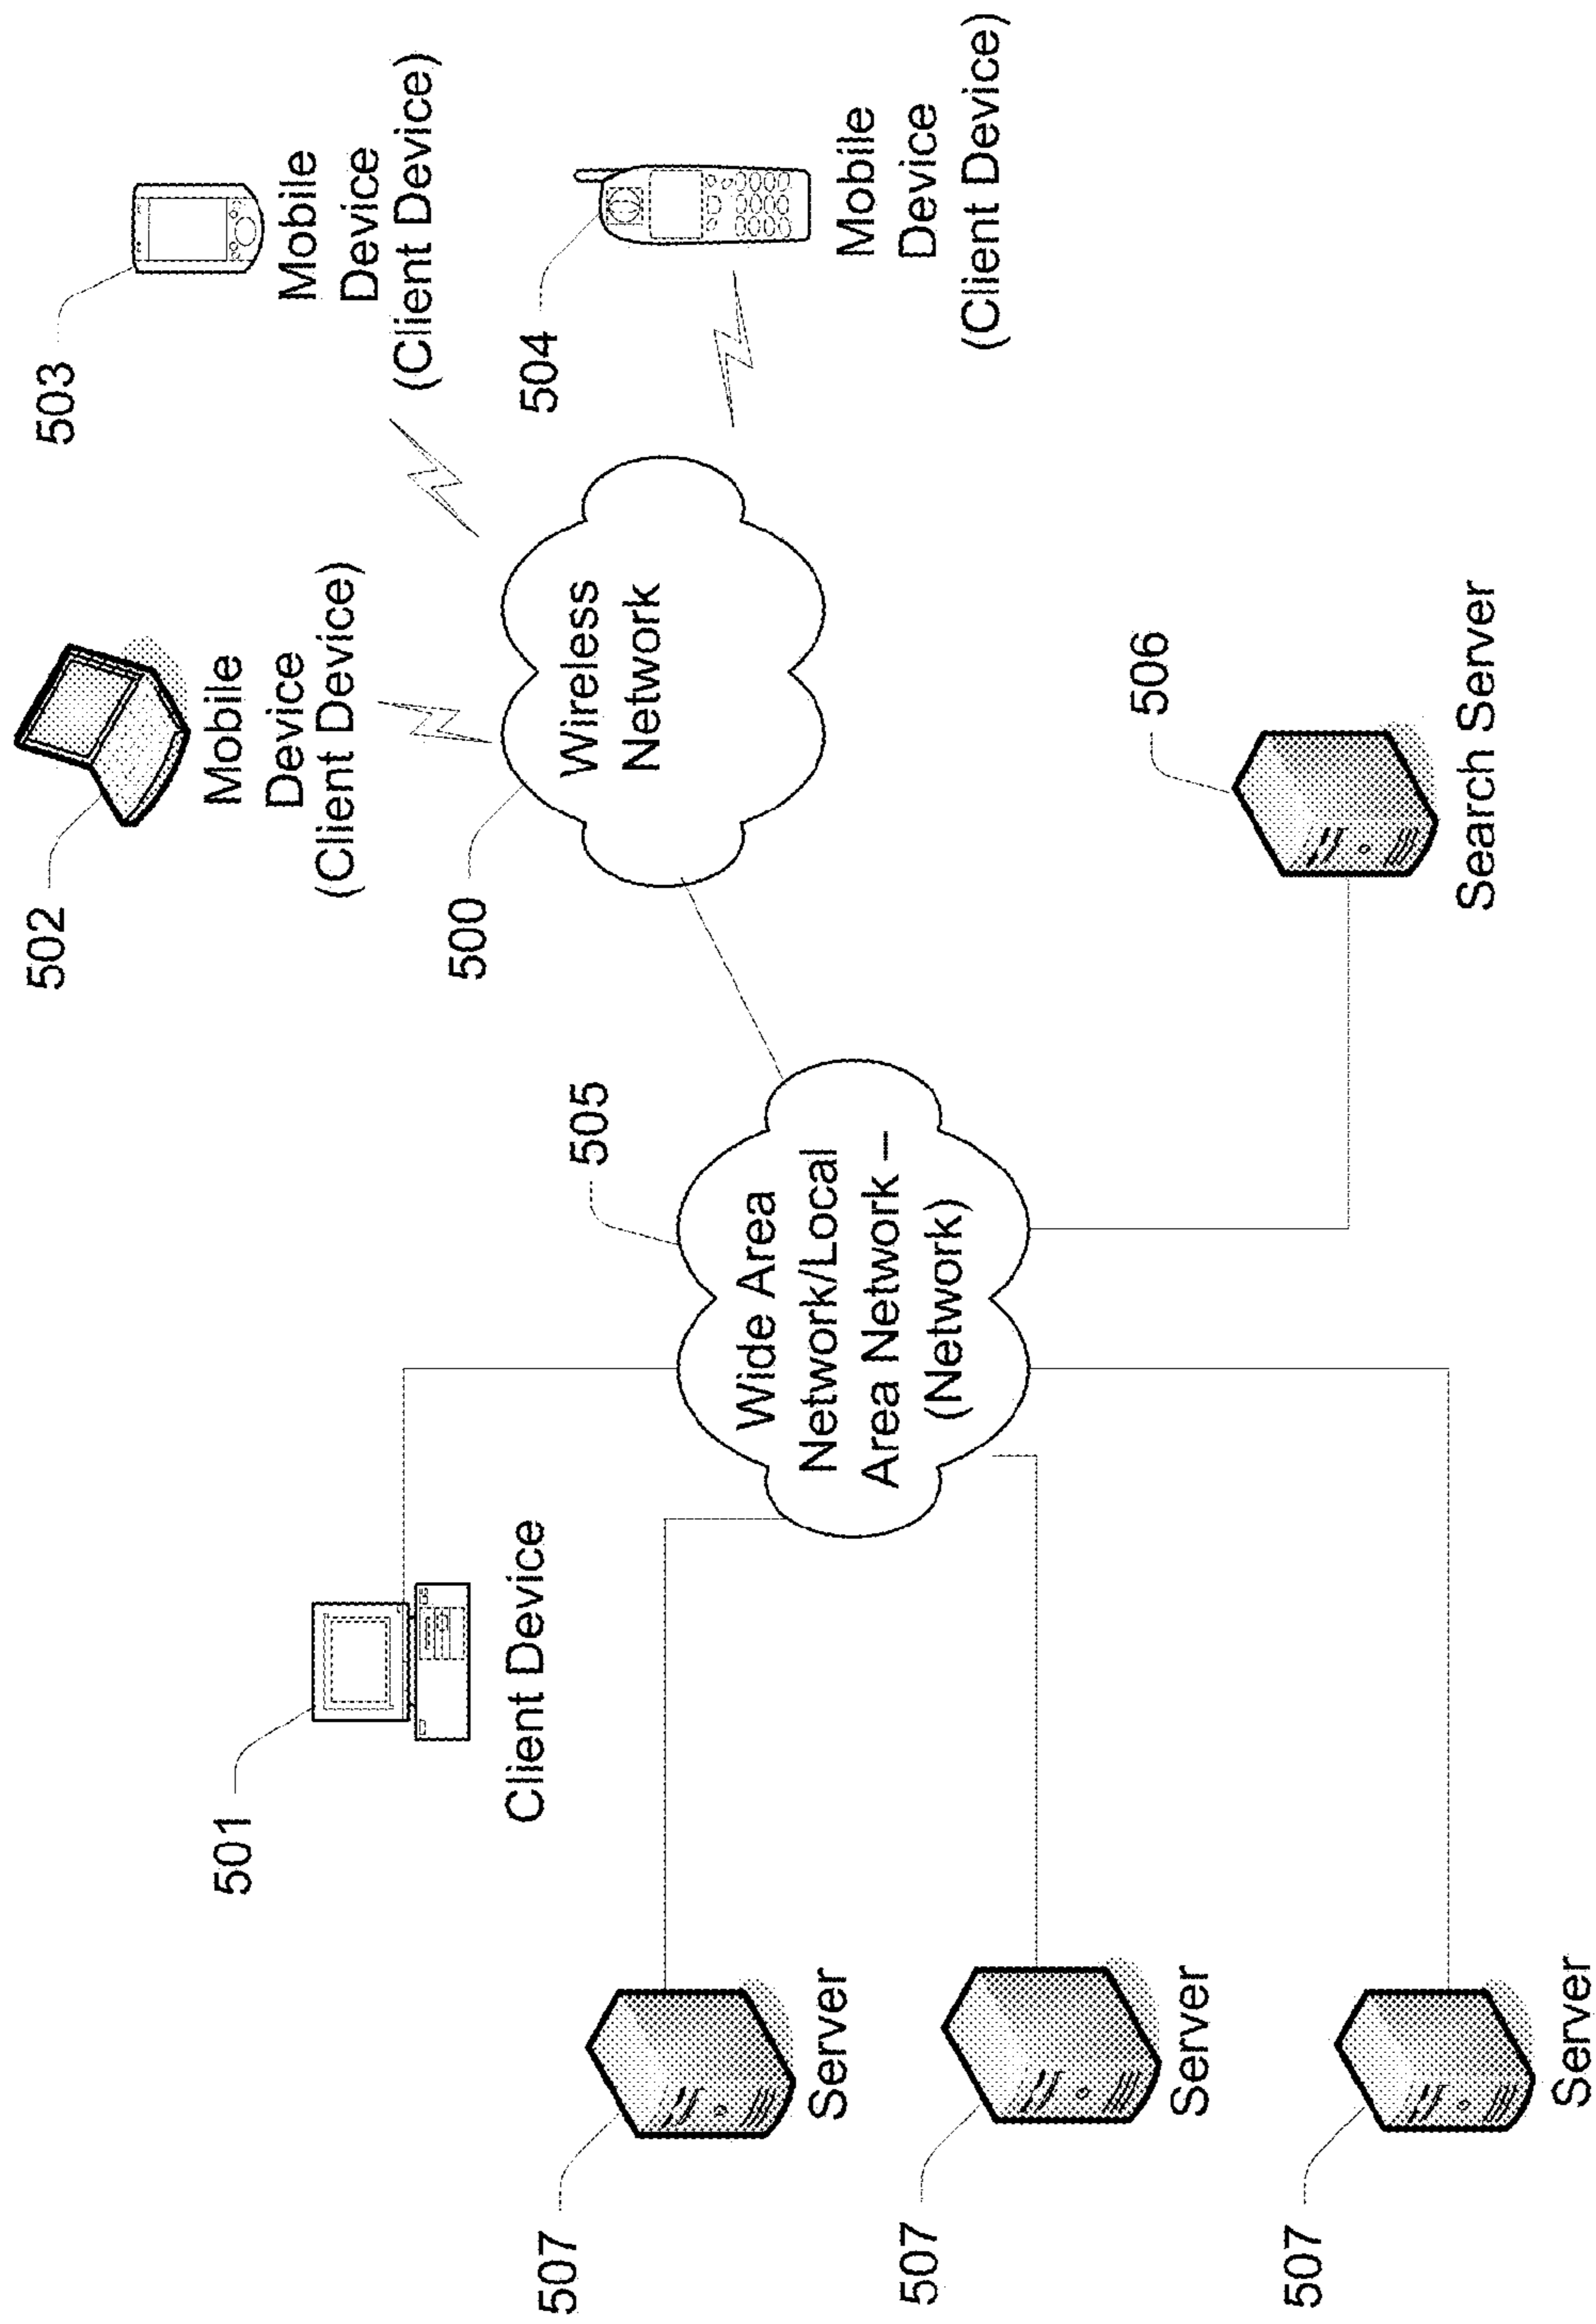 502
Mobile
Device
(Client Device)
503
Mobile
Device
(Client Device)
501
Client Device
500
Wireless
Network
504
Mobile
Device
(Client Device)
505
Wide Area
Network/Local
Area Network –
(Network)
507
Server
507
Server
507
Server
506
Search Server